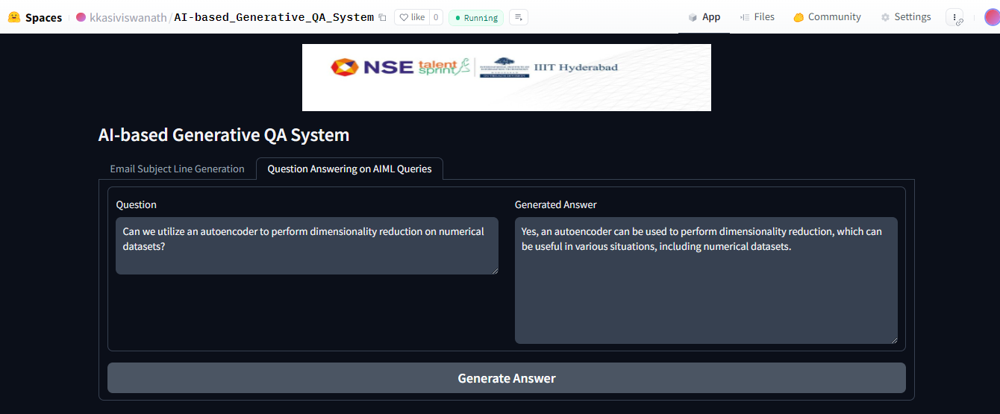 Spaces kkasiviswanath/AI-based_Generative_QA_System like 0 Running App Files Community Settings
NSE talent sprint IIIT Hyderabad
AI-based Generative QA System
Email Subject Line Generation Question Answering on AIML Queries
Question
Can we utilize an autoencoder to perform dimensionality reduction on numerical
datasets?
Generated Answer
Yes, an autoencoder can be used to perform dimensionality reduction, which can
be useful in various situations, including numerical datasets.
Generate Answer